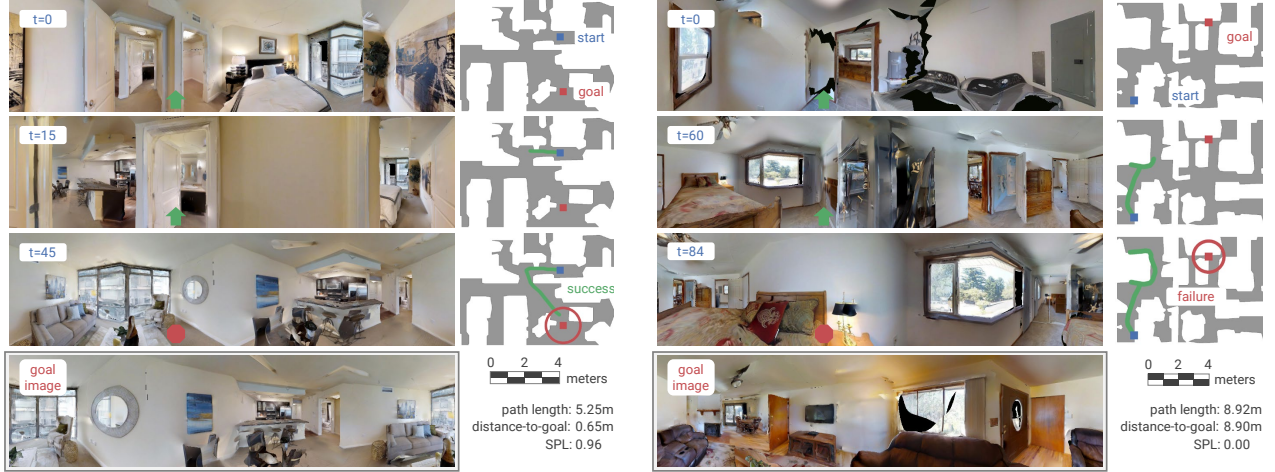 t=0
start
goal
t=15
t=45
success
goal
image
0 2 4
meters
path length: 5.25m
distance-to-goal: 0.65m
SPL: 0.96
t=0
goal
start
t=60
t=84
failure
goal
image
0 2 4
meters
path length: 8.92m
distance-to-goal: 8.90m
SPL: 0.00